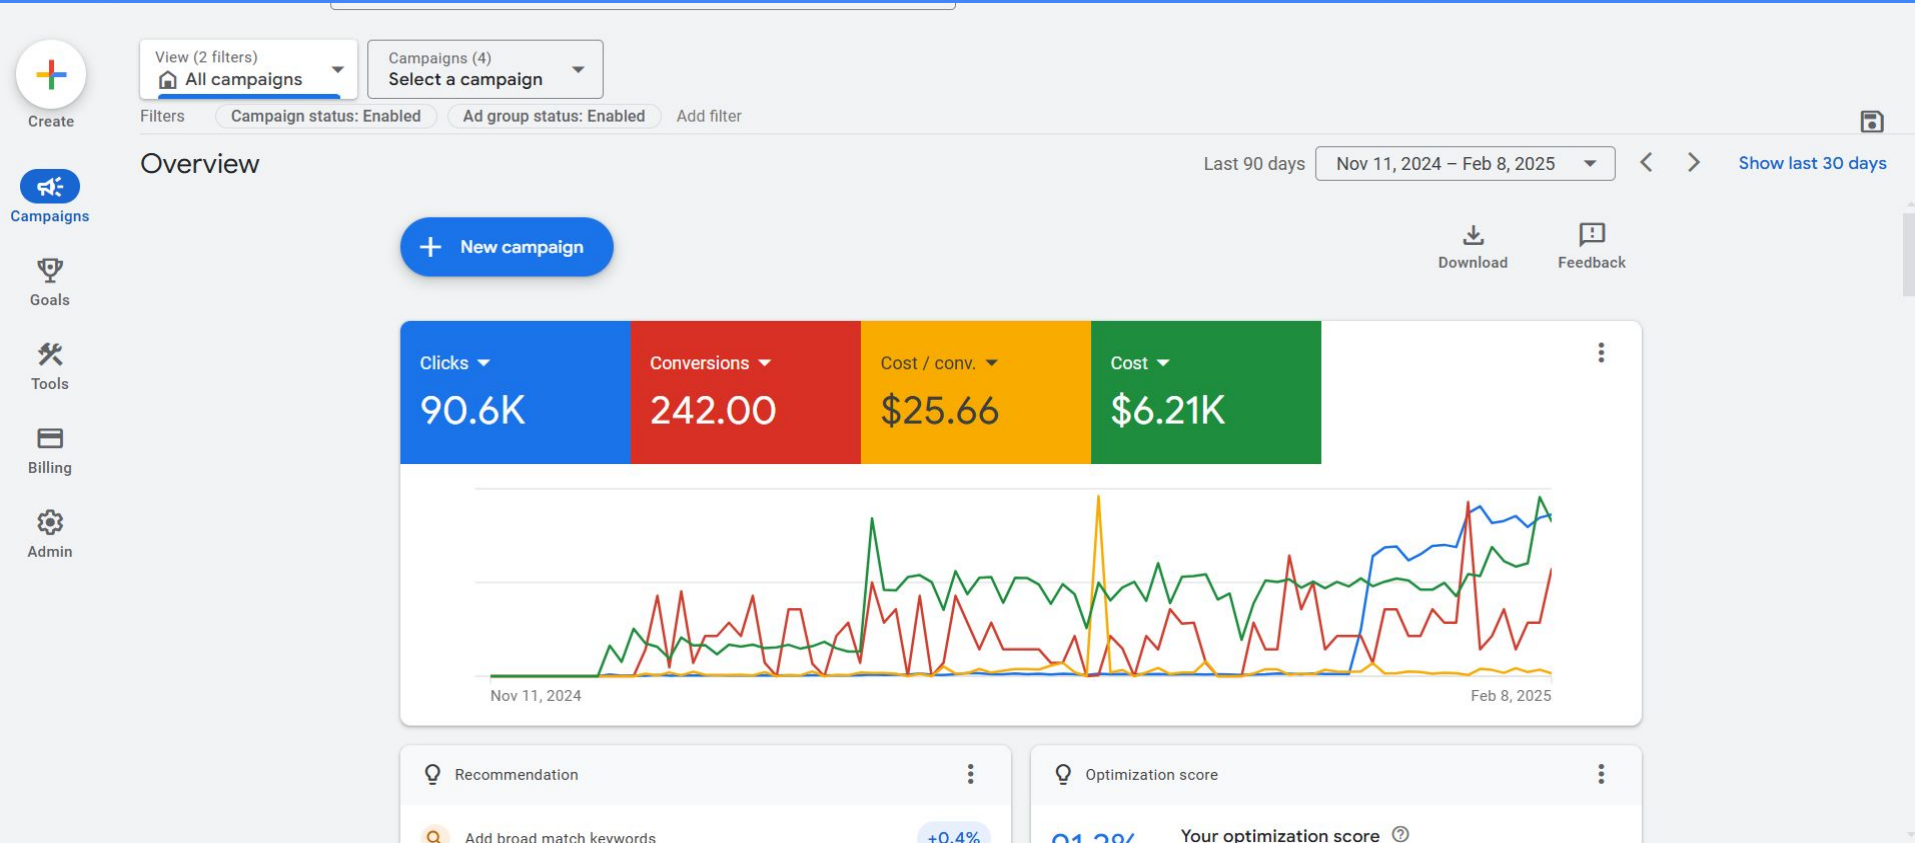 View (2 filters)
All campaigns
Campaigns (4)
Select a campaign
Create
Filters
Campaign status: Enabled
Ad group status: Enabled
Add filter
Overview
Last 90 days
Nov 11, 2024 – Feb 8, 2025
Show last 30 days
Campaigns
Goals
Tools
Billing
Admin
New campaign
Download
Feedback
Clicks
90.6K
Conversions
242.00
Cost / conv.
$25.66
Cost
$6.21K
Nov 11, 2024
Feb 8, 2025
Recommendation
Optimization score
Add broad match keywords
+0.4%
Your optimization score